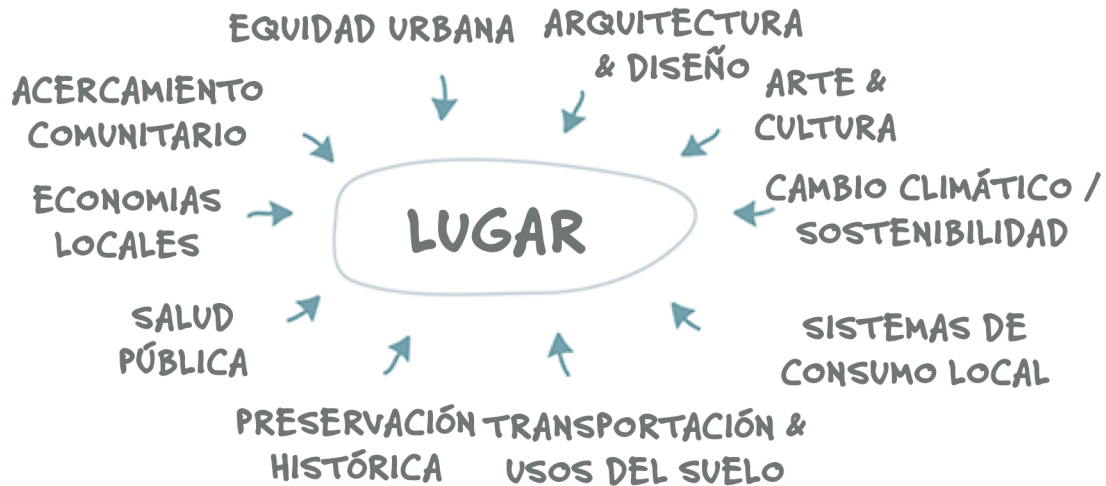 EQUIDAD URBANA
ARQUITECTURA
& DISEÑO
ARTE &
CULTURA
CAMBIO CLIMÁTICO /
SOSTENIBILIDAD
SISTEMAS DE
CONSUMO LOCAL
TRANSPORTACIÓN &
USOS DEL SUELO
PRESERVACIÓN
HISTÓRICA
SALUD
PÚBLICA
ECONOMIAS
LOCALES
ACERCAMIENTO
COMUNITARIO
LUGAR